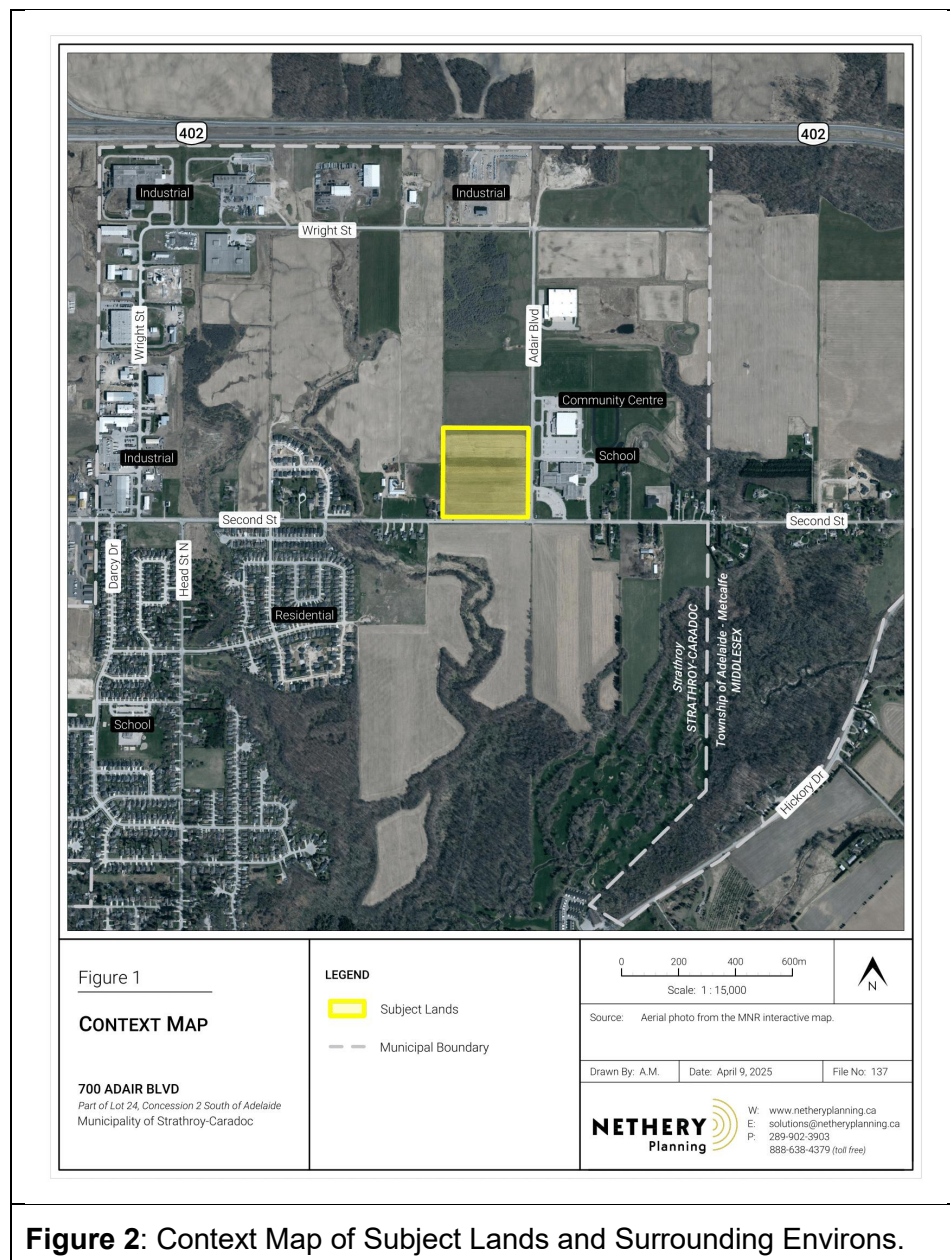 402
402
Industrial
Industrial
Wright St
Wright St
Adair Blvd
Community Centre
School
Industrial
Second St
Second St
Darcy Dr
Head St N
Residential
School
Strathroy
STRATHROY-CARADOC
Township of Adelaide - Metcalfe
MIDDLESEX
Hickory Dr
Figure 1
CONTEXT MAP
700 ADAIR BLVD
Part of Lot 24, Concession 2 South of Adelaide
Municipality of Strathroy-Caradoc
LEGEND
Subject Lands
Municipal Boundary
0 200 400 600m
Scale: 1 : 15,000
N
Source: Aerial photo from the MNR interactive map.
Drawn By: A.M. Date: April 9, 2025 File No: 137
NETHERY
Planning
W: www.netheryplanning.ca
E: solutions@netheryplanning.ca
P: 289-902-3903
888-638-4379 (toll free)
Figure 2: Context Map of Subject Lands and Surrounding Environs.